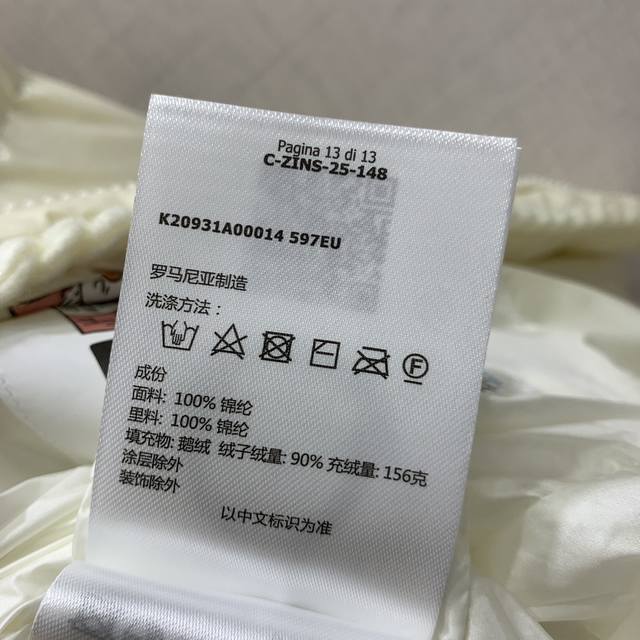 Pagina 13 di 13
C-ZINS-25-148
K20931A00014 597EU
罗马尼亚制造
洗涤方法：
F
成份
面料: 100% 锦纶
里料: 100% 锦纶
填充物: 鹅绒 绒子绒量: 90% 充绒量: 156克
涂层除外
装饰除外
以中文标识为准